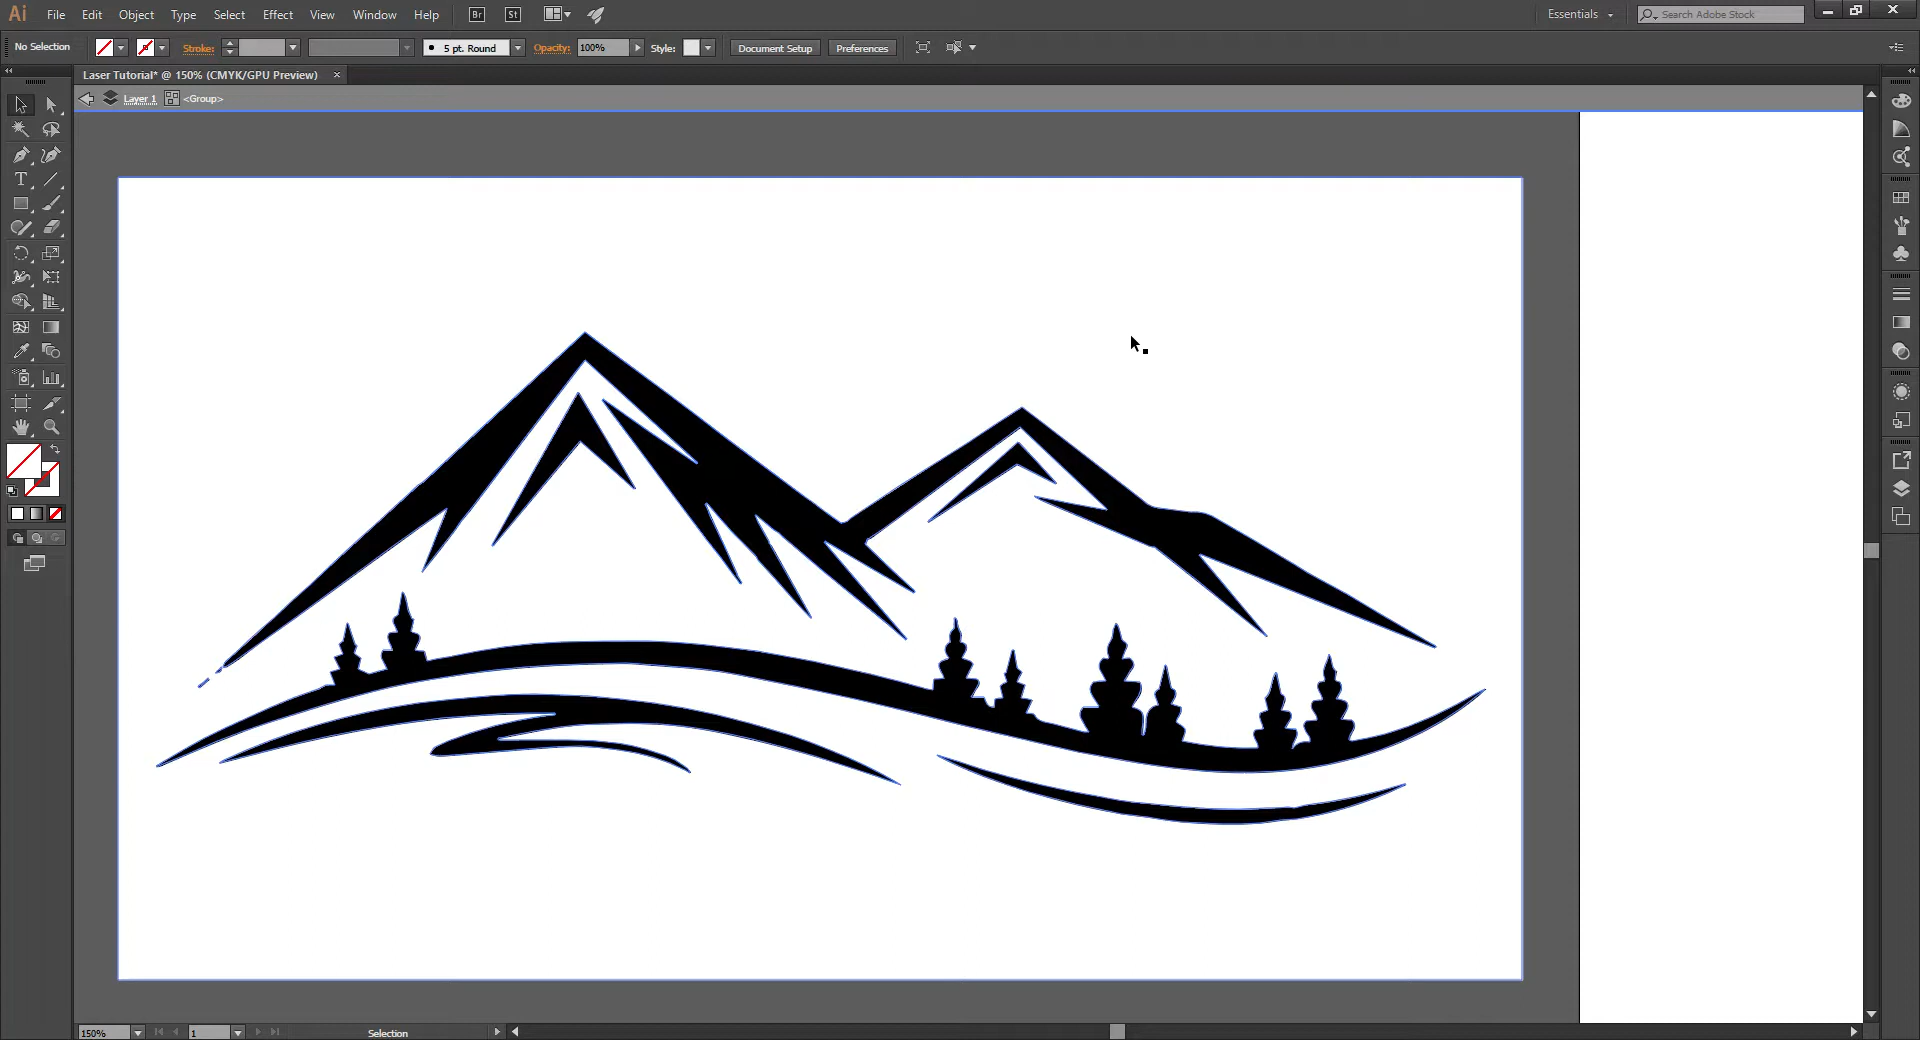 Ai File Edit Object Type Select Effect View Window Help Br St Essentials Search Adobe Stock
No Selection Stroke: 5 pt. Round Opacity: 100% Style: Document Setup Preferences
Laser Tutorial* @ 150% (CMYK/GPU Preview) ×
Layer 1 <Group>
T
150% 1 Selection